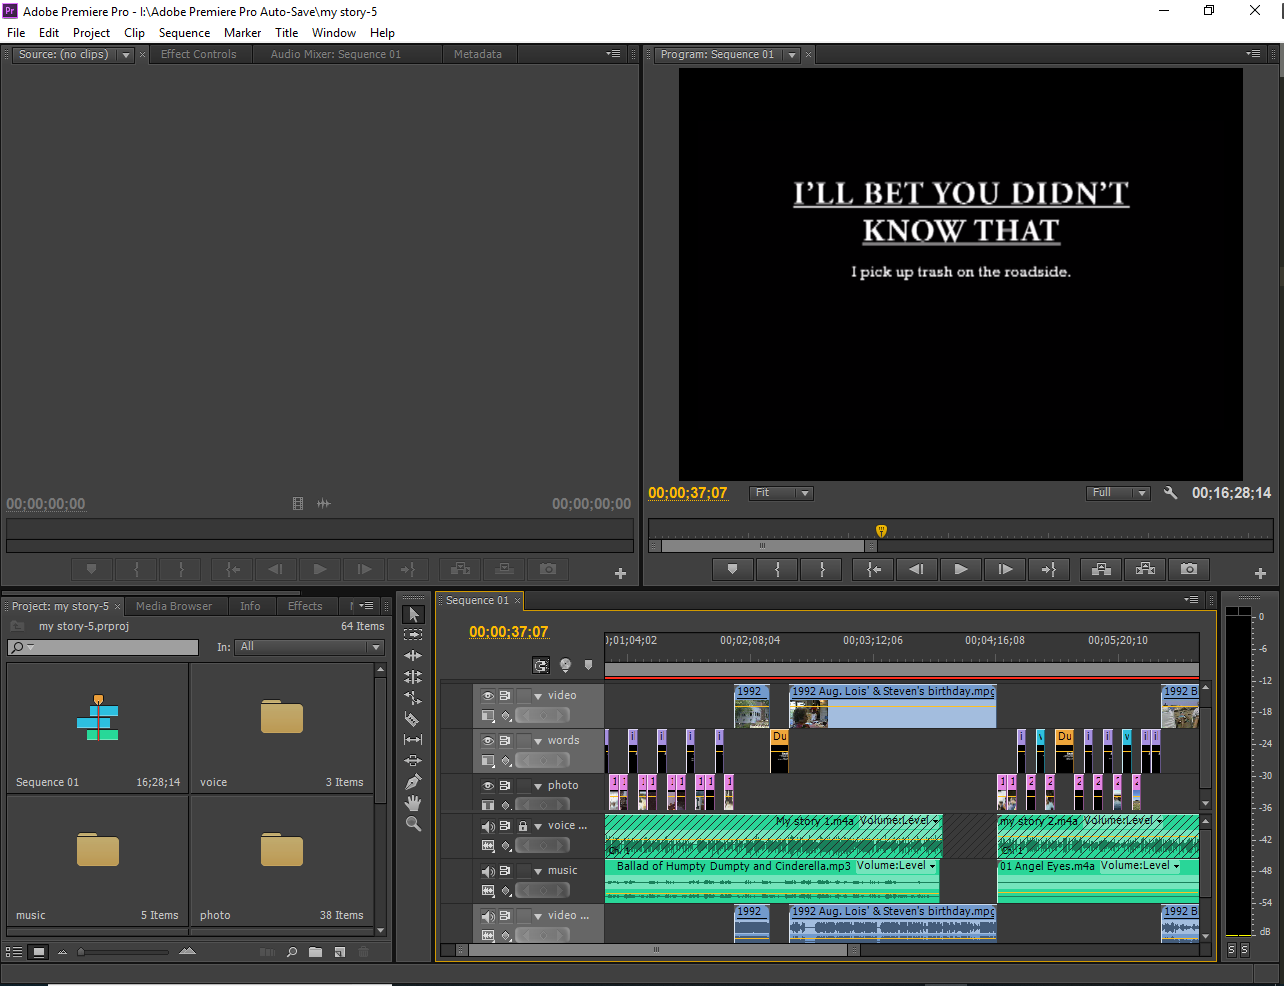 Adobe Premiere Pro - I:\Adobe Premiere Pro Auto-Save\my story-5
File Edit Project Clip Sequence Marker Title Window Help
Source: (no clips) Effect Controls Audio Mixer: Sequence 01 Metadata
Program: Sequence 01
I'LL BET YOU DIDN'T
KNOW THAT
I pick up trash on the roadside.
00;00;00;00 00;00;00;00
00;00;37;07 Fit Full 00;16;28;14
Project: my story-5 Media Browser Info Effects
my story-5.prproj 64 Items
In: All
Sequence 01 16;28;14
voice 3 Items
music 5 Items
photo 38 Items
Sequence 01
00;00;37;07
;01;04;02 00;02;08;04 00;03;12;06 00;04;16;08 00;05;20;10
video 1992 1992 Aug. Lois' & Steven's birthday.mpg 1992 B
words Du Du
photo
voice ... My story 1.m4a Volume:Level my story 2.m4a Volume:Level
Ch. 1 Ch. 1
music Ballad of Humpty Dumpty and Cinderella.mp3 Volume:Level 01 Angel Eyes.m4a Volume:Level
video ... 1992 1992 Aug. Lois' & Steven's birthday.mpg 1992 B
0
-6
-12
-18
-24
-30
-36
-42
-48
-54
dB
S S